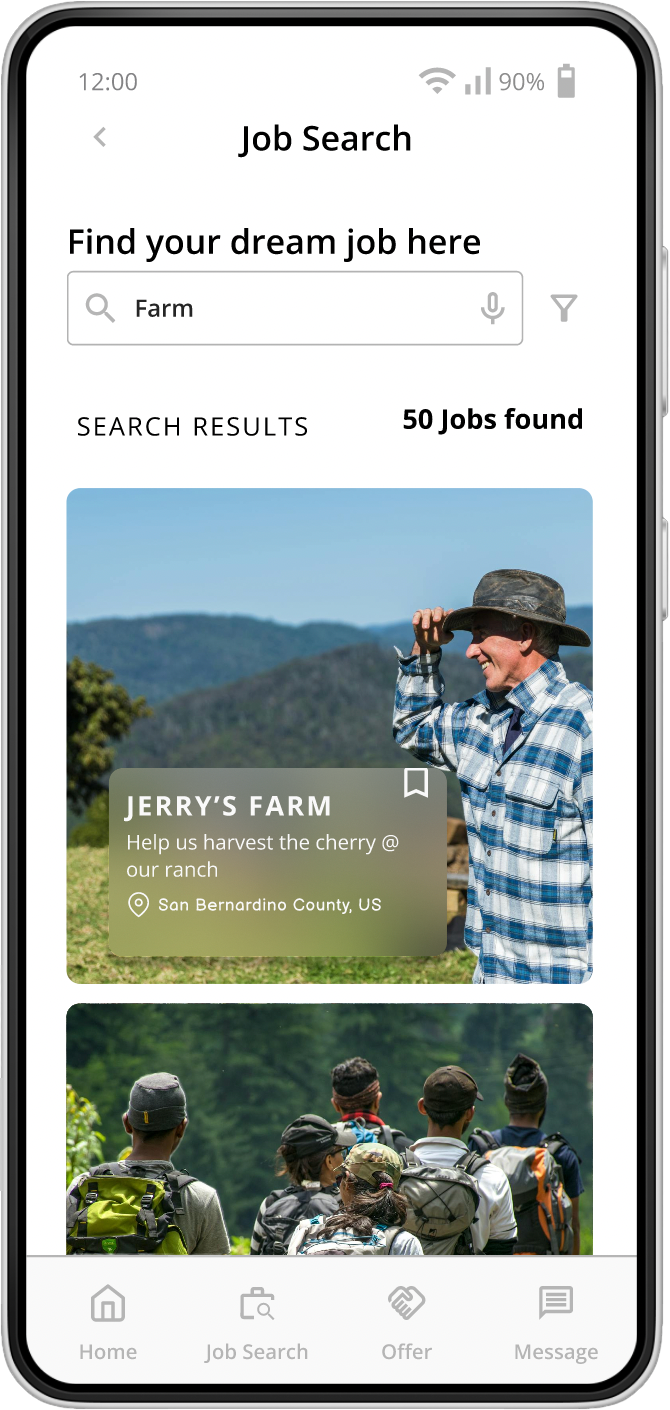 12:00
90%
Job Search
Find your dream job here
Farm
SEARCH RESULTS
50 Jobs found
JERRY’S FARM
Help us harvest the cherry @
our ranch
San Bernardino County, US
Home
Job Search
Offer
Message